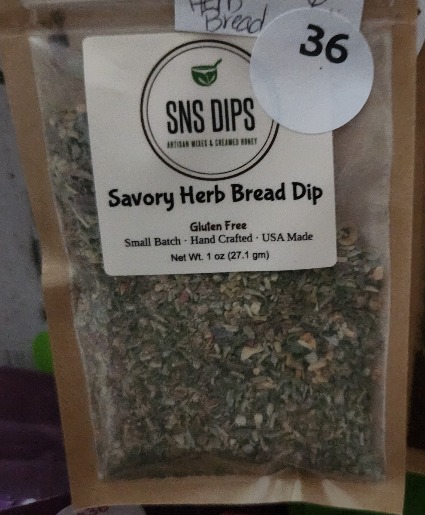 Herb
Bread
36
SNS DIPS
ARTISAN MIXES & CREAMED HONEY
Savory Herb Bread Dip
Gluten Free
Small Batch · Hand Crafted · USA Made
Net Wt. 1 oz (27.1 gm)